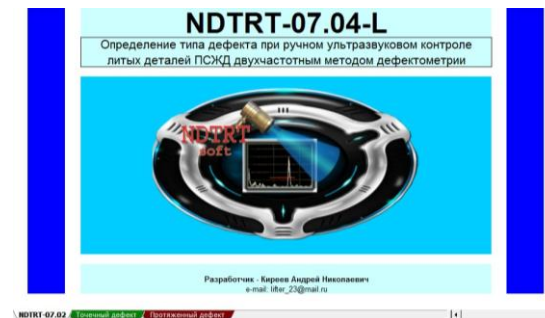 NDTRT-07.04-L
Определение типа дефекта при ручном ультразвуковом контроле
литых деталей ПСЖД двухчастотным методом дефектометрии
NDTRT
soft
Разработчик - Киреев Андрей Николаевич
e-mail: lifter_23@mail.ru
NDTRT-07.02
Точечный дефект
Протяженный дефект